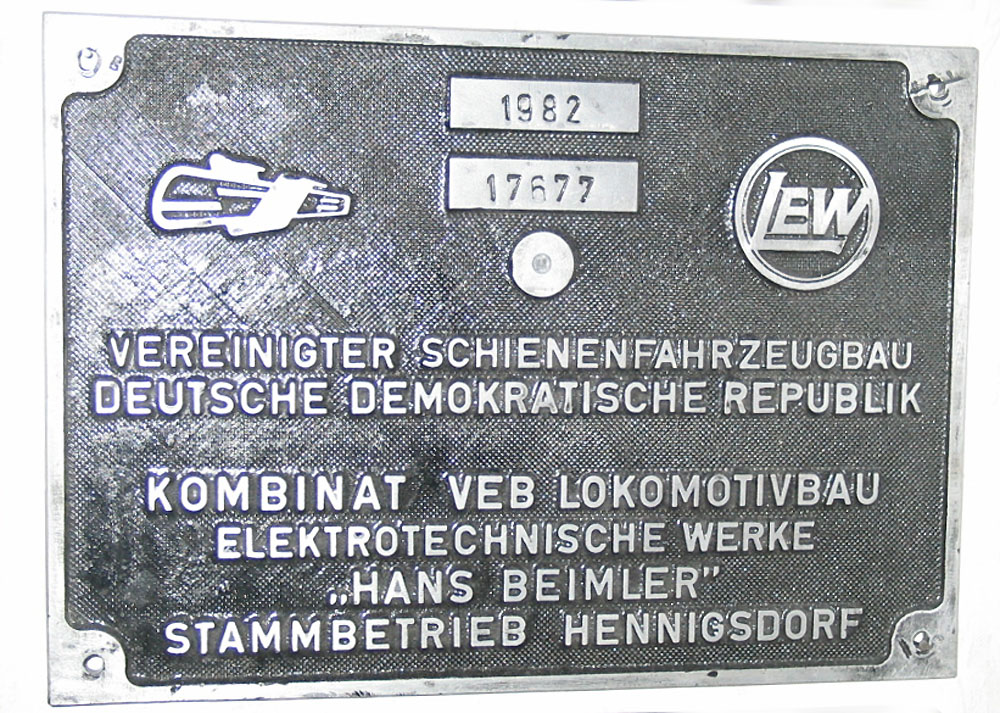 1982
17677
LEW
VEREINIGTER SCHIENENFAHRZEUGBAU
DEUTSCHE DEMOKRATISCHE REPUBLIK
KOMBINAT VEB LOKOMOTIVBAU
ELEKTROTECHNISCHE WERKE
„HANS BEIMLER”
STAMMBETRIEB HENNIGSDORF